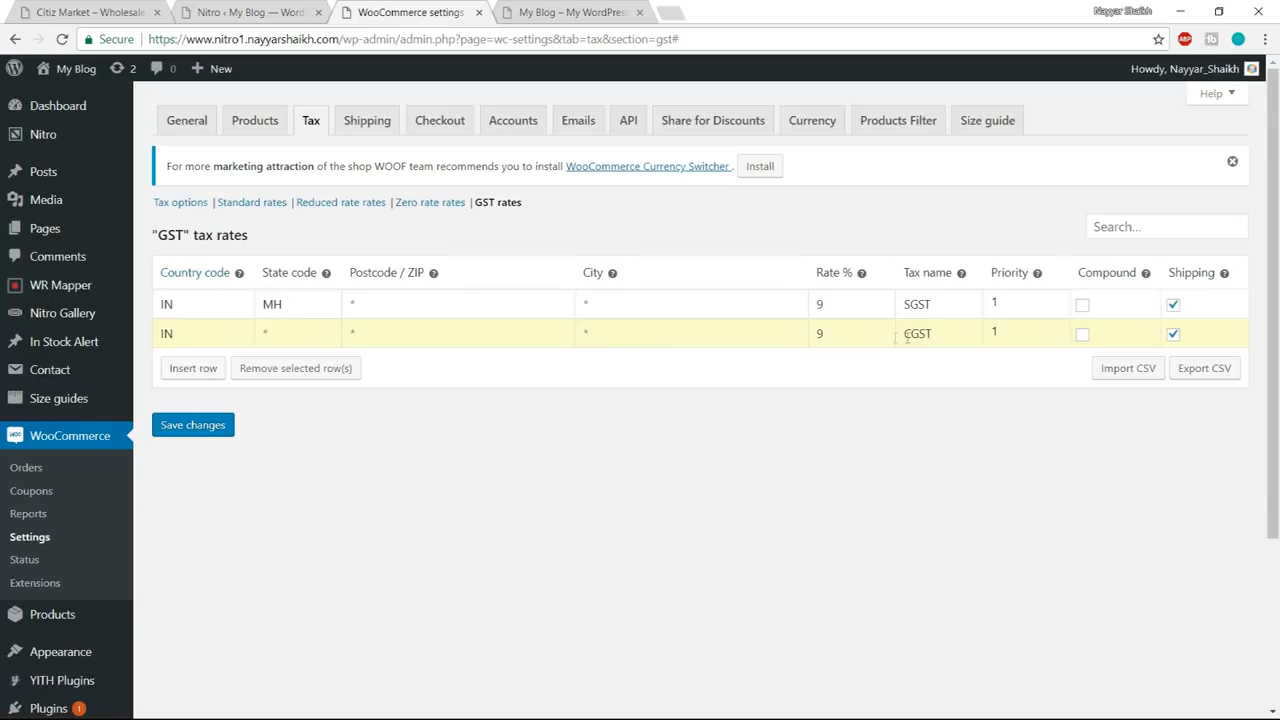 Citiz Market – Wholesale
Nitro ‹ My Blog — Word
WooCommerce settings
My Blog – My WordPres
Nayyar Shaikh
Secure https://www.nitro1.nayyarshaikh.com/wp-admin/admin.php?page=wc-settings&tab=tax&section=gst#
My Blog 2 0 New
Howdy, Nayyar_Shaikh
Help
Dashboard
Nitro
Posts
Media
Pages
Comments
WR Mapper
Nitro Gallery
In Stock Alert
Contact
Size guides
WooCommerce
Orders
Coupons
Reports
Settings
Status
Extensions
Products
Appearance
YITH Plugins
Plugins 1
General Products Tax Shipping Checkout Accounts Emails API Share for Discounts Currency Products Filter Size guide
For more marketing attraction of the shop WOOF team recommends you to install WooCommerce Currency Switcher . Install
Tax options | Standard rates | Reduced rate rates | Zero rate rates | GST rates
"GST" tax rates
Search...
Country code State code Postcode / ZIP City Rate % Tax name Priority Compound Shipping
IN MH * * 9 SGST 1
IN * * * 9 CGST 1
Insert row Remove selected row(s) Import CSV Export CSV
Save changes